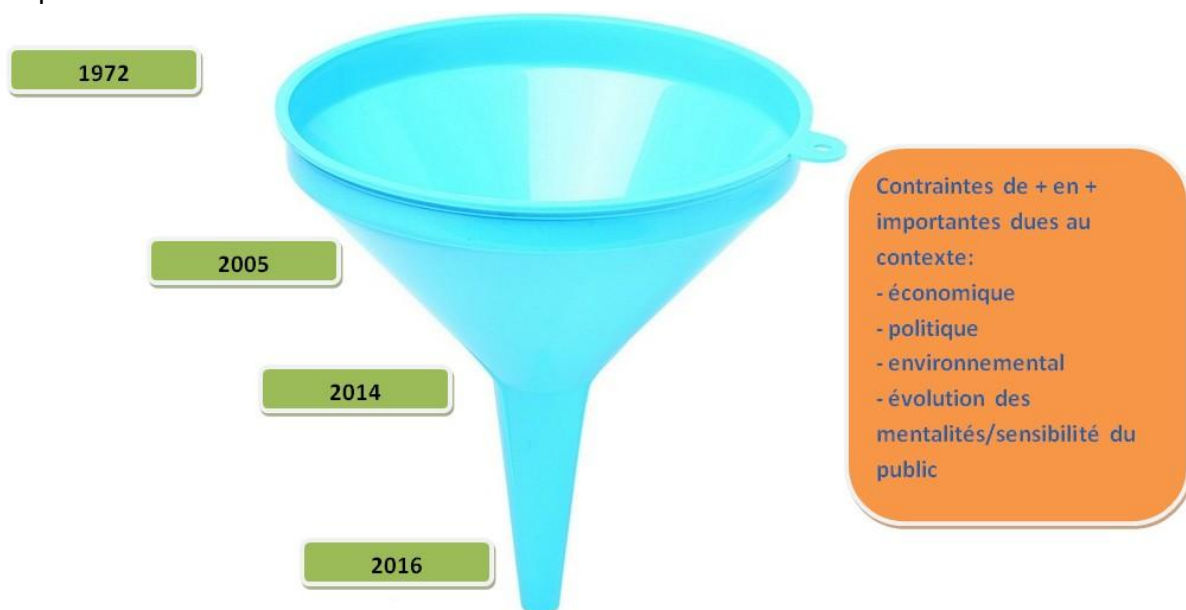 1972
2005
2014
2016
Contraintes de + en +
importantes dues au
contexte:
- économique
- politique
- environnemental
- évolution des
mentalités/sensibilité du
public